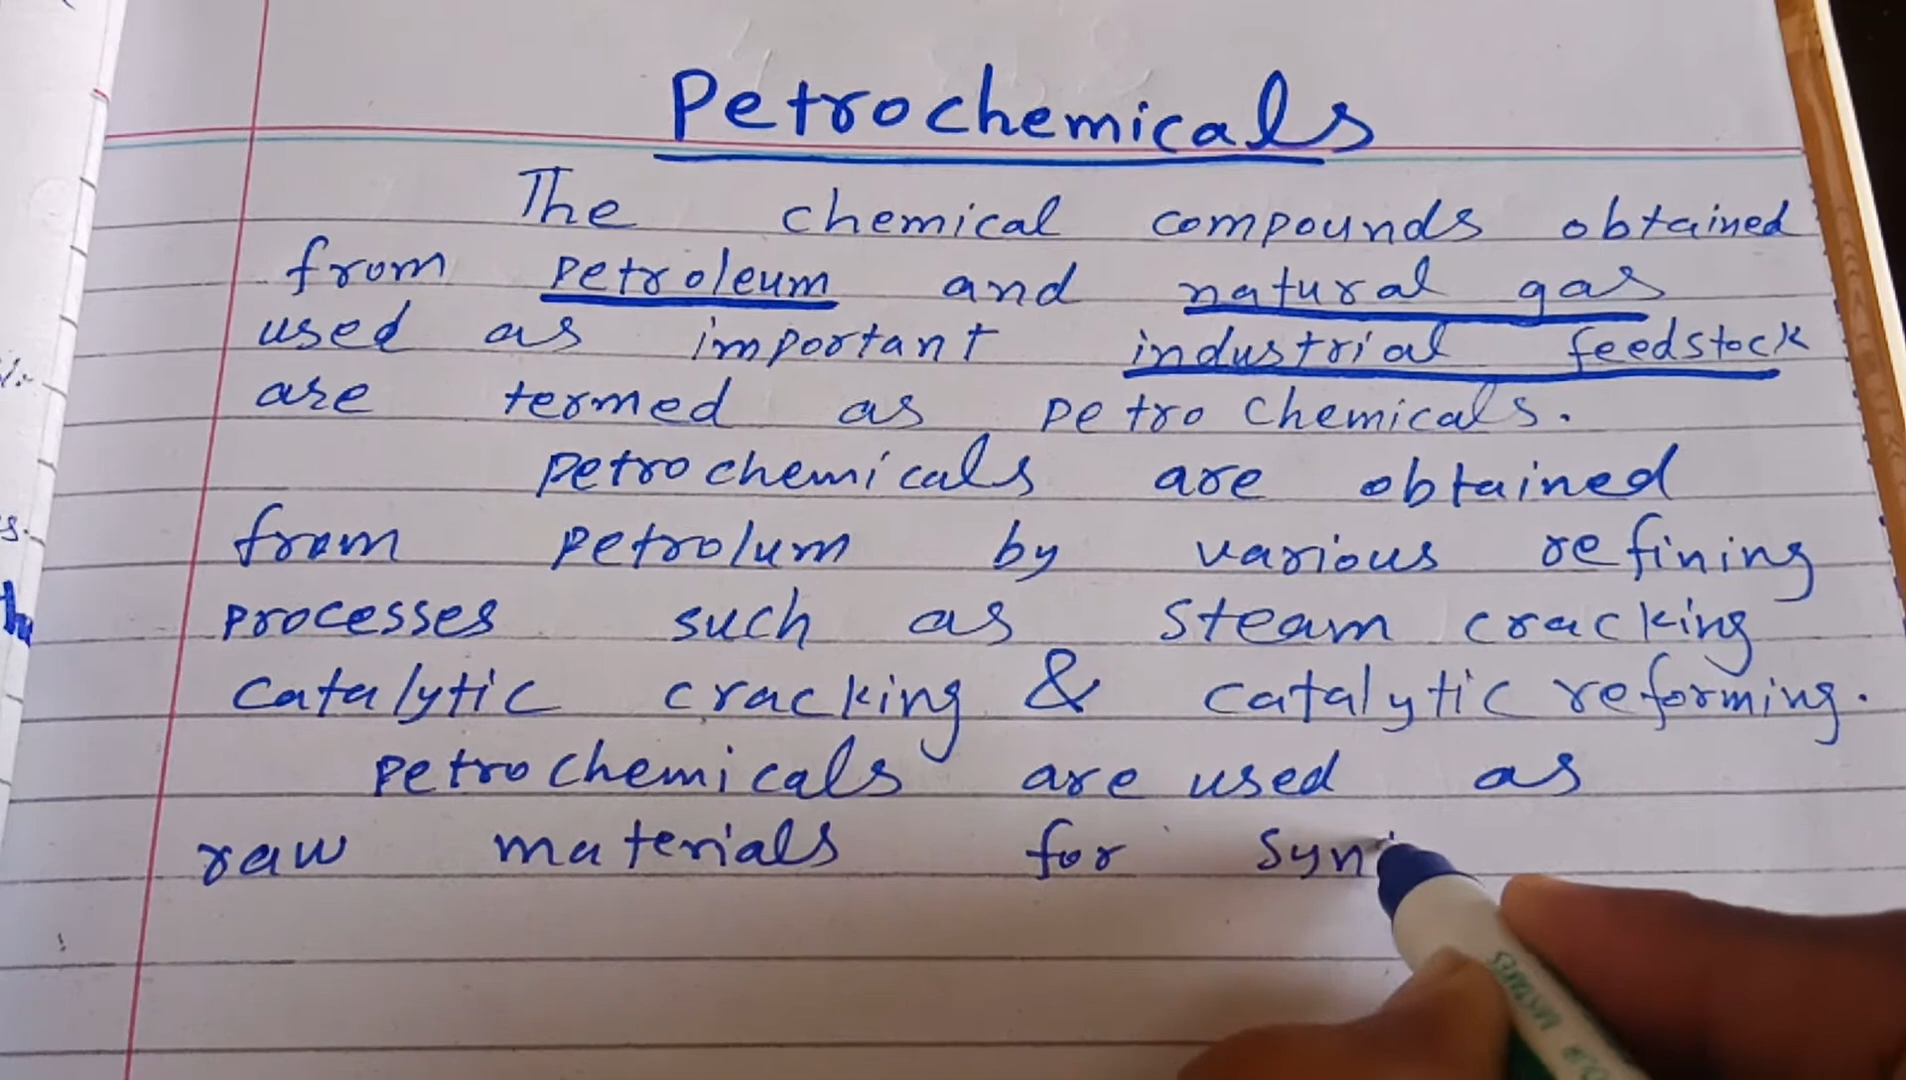 Petrochemicals
The chemical compounds obtained
from petroleum and natural gas
used as important industrial feedstock
are termed as petro chemicals.
petrochemicals are obtained
from petrolum by various refining
processes such as steam cracking
catalytic cracking & catalytic reforming.
petrochemicals are used as
raw materials for syn